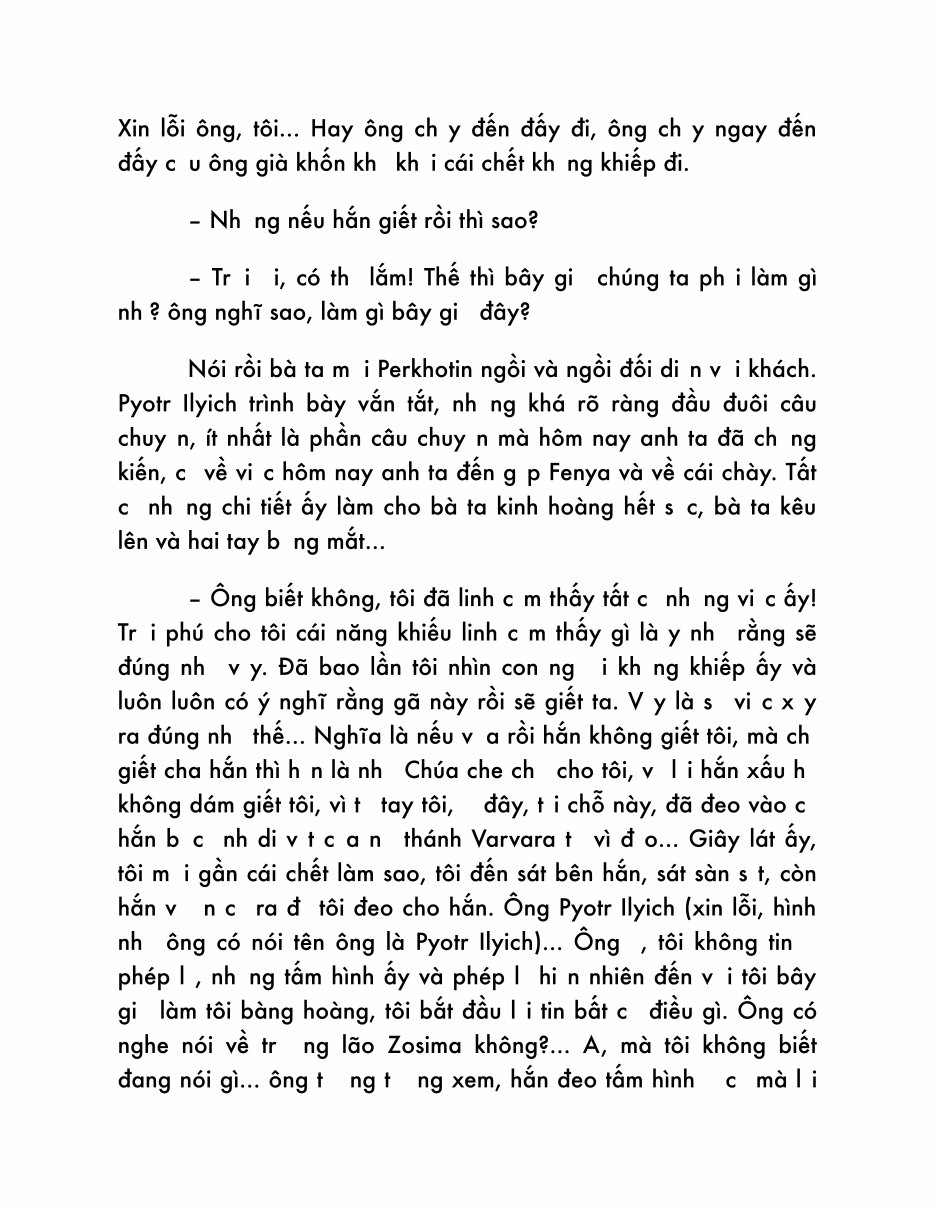 Xin lỗi ông, tôi... Hay ông ch y đến đấy đi, ông ch y ngay đến
đấy c u ông già khốn kh kh i cái chết kh ng khiếp đi.
– Nh ng nếu hắn giết rồi thì sao?
– Tr i i, có th lắm! Thế thì bây gi chúng ta ph i làm gì
nh ? ông nghĩ sao, làm gì bây gi đây?
Nói rồi bà ta m i Perkhotin ngồi và ngồi đối di n v i khách.
Pyotr Ilyich trình bày vắn tắt, nh ng khá rõ ràng đầu đuôi câu
chuy n, ít nhất là phần câu chuy n mà hôm nay anh ta đã ch ng
kiến, c về vi c hôm nay anh ta đến g p Fenya và về cái chày. Tất
c nh ng chi tiết ấy làm cho bà ta kinh hoàng hết s c, bà ta kêu
lên và hai tay b ng mắt...
– Ông biết không, tôi đã linh c m thấy tất c nh ng vi c ấy!
Tr i phú cho tôi cái năng khiếu linh c m thấy gì là y nh rằng sẽ
đúng nh v y. Đã bao lần tôi nhìn con ng i kh ng khiếp ấy và
luôn luôn có ý nghĩ rằng gã này rồi sẽ giết ta. V y là s vi c x y
ra đúng nh thế... Nghĩa là nếu v a rồi hắn không giết tôi, mà ch
giết cha hắn thì h n là nh Chúa che ch cho tôi, v l i hắn xấu h
không dám giết tôi, vì t tay tôi, đây, t i chỗ này, đã đeo vào c
hắn b c nh di v t c a n thánh Varvara t vì đ o... Giây lát ấy,
tôi m i gần cái chết làm sao, tôi đến sát bên hắn, sát sàn s t, còn
hắn v n c ra đ tôi đeo cho hắn. Ông Pyotr Ilyich (xin lỗi, hình
nh ông có nói tên ông là Pyotr Ilyich)... Ông , tôi không tin
phép l , nh ng tấm hình ấy và phép l hi n nhiên đến v i tôi bây
gi làm tôi bàng hoàng, tôi bắt đầu l i tin bất c điều gì. Ông có
nghe nói về tr ng lão Zosima không?... A, mà tôi không biết
đang nói gì... ông t ng t ng xem, hắn đeo tấm hình c mà l i